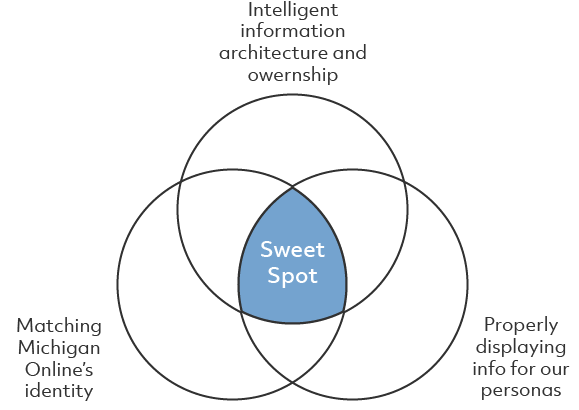 Intelligent
information
architecture and
owernship
Sweet
Spot
Matching
Michigan
Online's
identity
Properly
displaying
info for our
personas